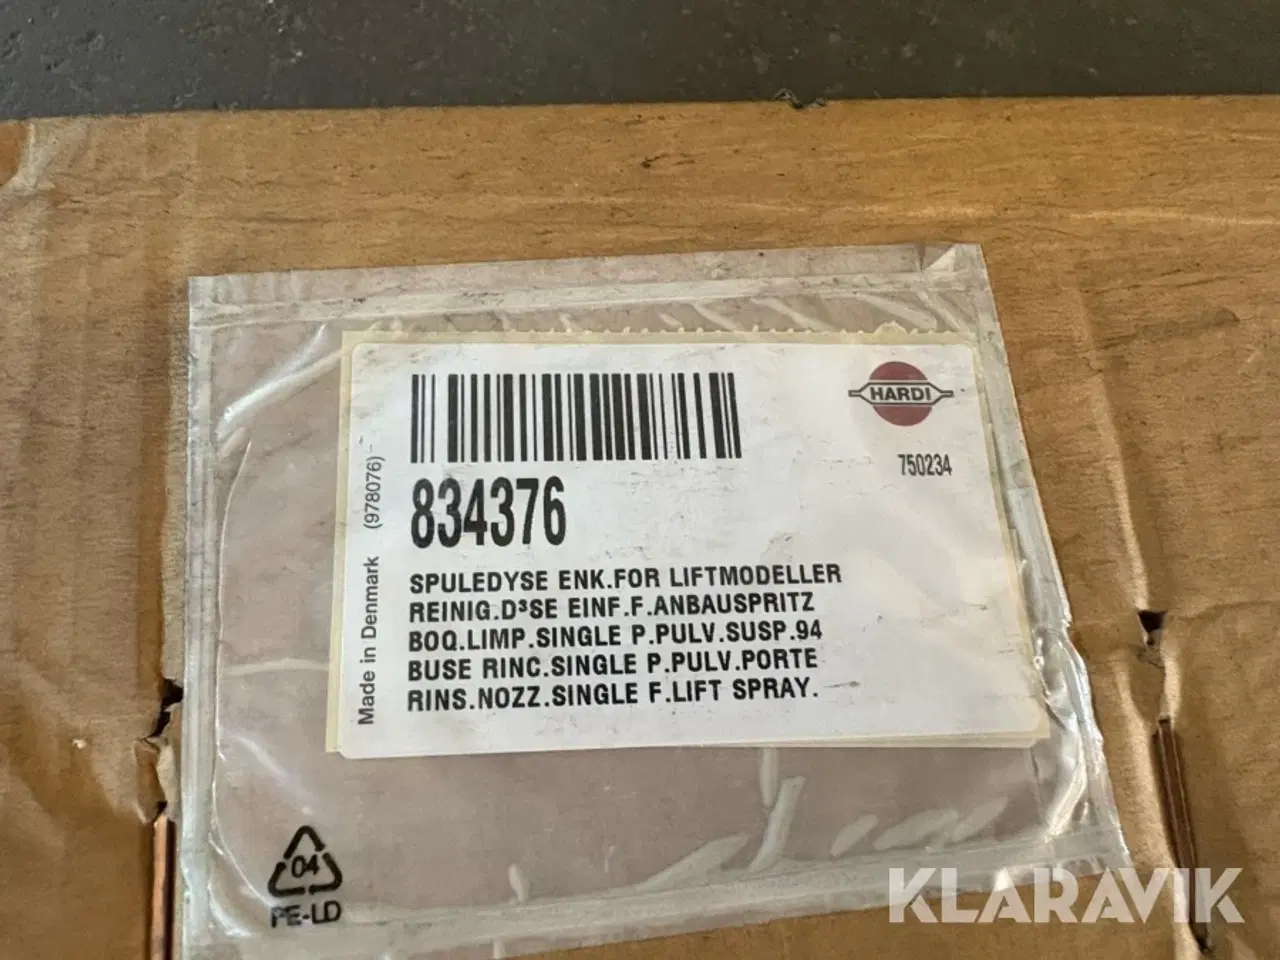 HARDI
750234
834376
Made in Denmark (978076)
SPULEDYSE ENK.FOR LIFTMODELLER
REINIG.D³SE EINF.F.ANBAUSPRITZ
BOQ.LIMP.SINGLE P.PULV.SUSP.94
BUSE RINC.SINGLE P.PULV.PORTE
RINS.NOZZ.SINGLE F.LIFT SPRAY.
04
PE-LD
KLARAVIK